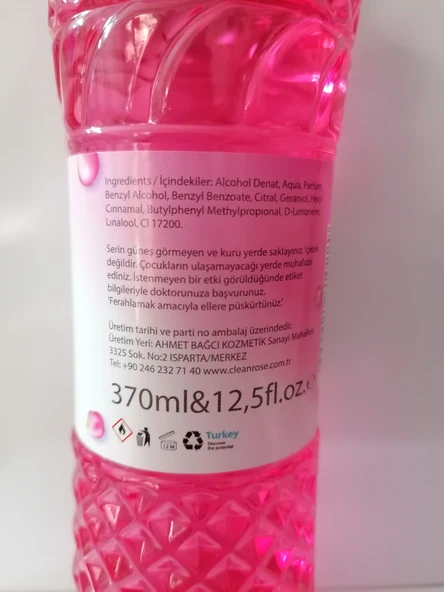 Ingredients / İçindekiler: Alcohol Denat, Aqua, Parfum,
Benzyl Alcohol, Benzyl Benzoate, Citral, Geraniol,
Cinnamal, Butylphenyl Methylpropional, D-Limonene,
Linalool, CI 17200.
Serin güneş görmeyen ve kuru yerde saklayınız,
değildir. Çocukların ulaşamayacağı yerde muhafaza
ediniz. İstenmeyen bir etki görüldüğünde etiket
bilgileriyle doktorunuza başvurunuz.
'Ferahlamak amacıyla ellere püskürtünüz.'
Üretim tarihi ve parti no ambalaj üzerindedir.
Üretim Yeri: AHMET BAĞCI KOZMETİK Sanayi Mahallesi
3325 Sok. No:2 ISPARTA/MERKEZ
Tel: +90 246 232 71 40 www.cleanrose.com.tr
370ml&12,5fl.oz.℮
12 M
Turkey
Discover
the potential